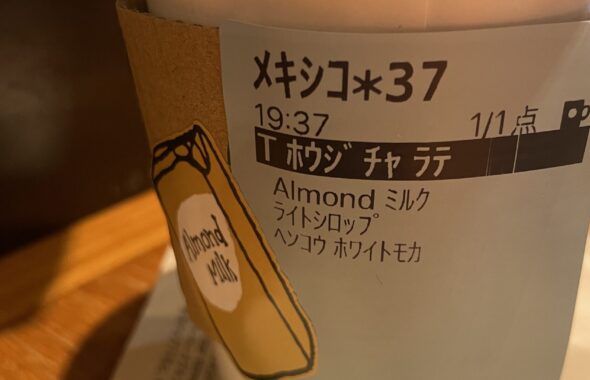 ﾒｷｼｺ*37
19:37 1/1点
T ﾎｳｼﾞﾁｬ ﾗﾃ
Almond ﾐﾙｸ
ﾗｲﾄｼﾛｯﾌﾟ
ﾍﾝｺｳ ﾎﾜｲﾄﾓｶ
Almond
Milk